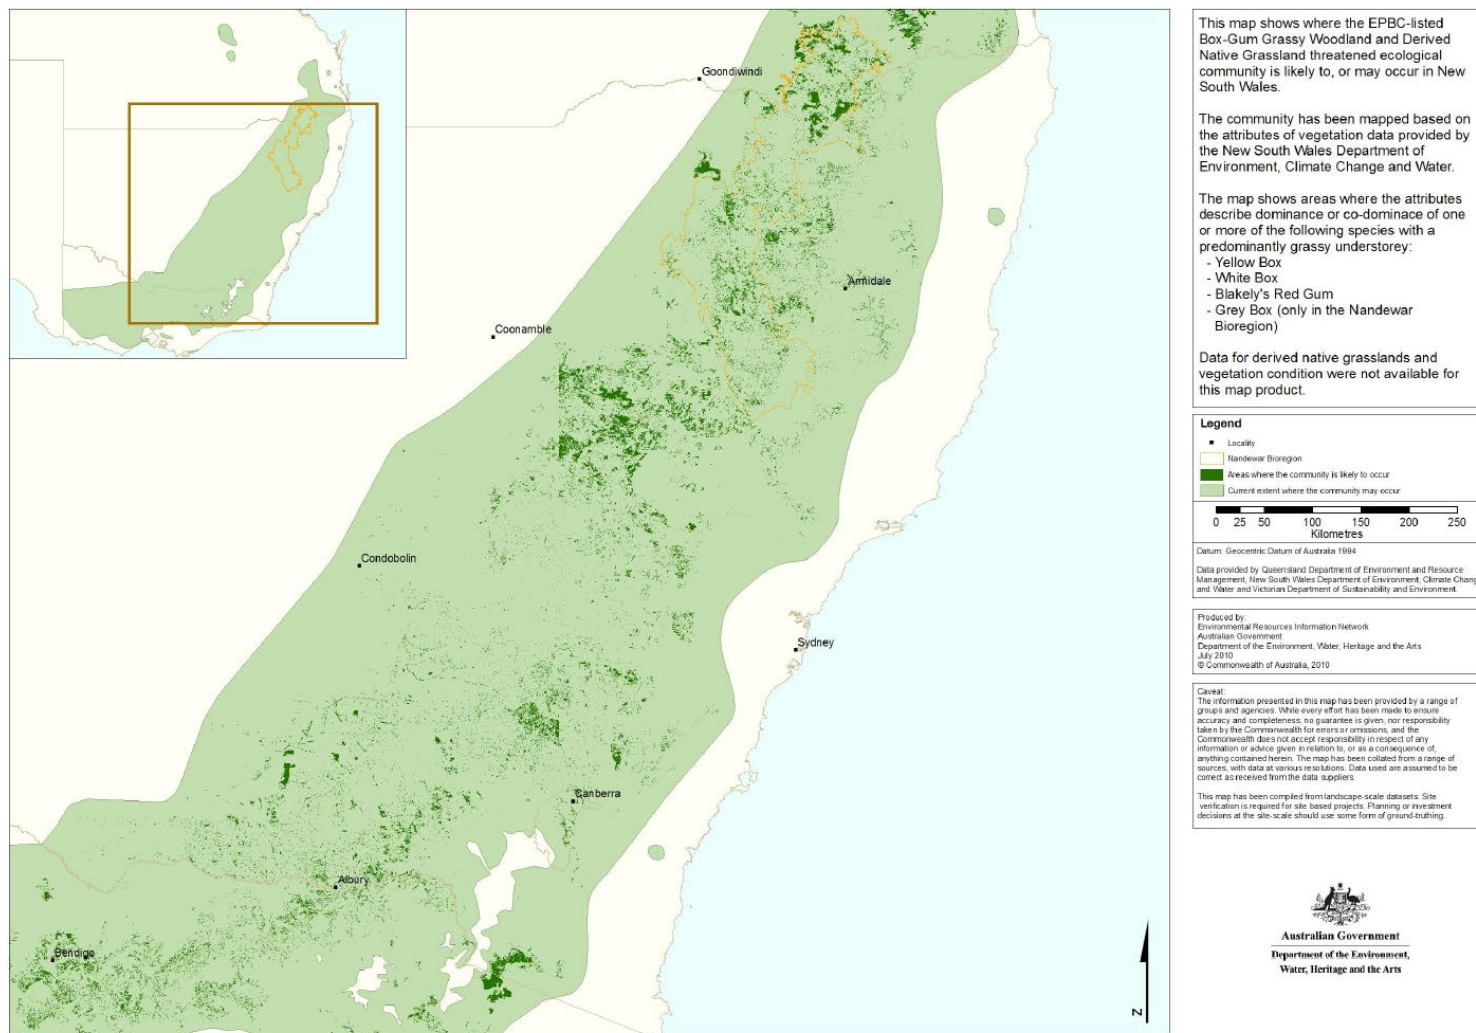 Goondiwindi
Armidale
Coonamble
Condobolin
Sydney
Canberra
Albury
Bendigo
N
This map shows where the EPBC-listed
Box-Gum Grassy Woodland and Derived
Native Grassland threatened ecological
community is likely to, or may occur in New
South Wales.
The community has been mapped based on
the attributes of vegetation data provided by
the New South Wales Department of
Environment, Climate Change and Water.
The map shows areas where the attributes
describe dominance or co-dominace of one
or more of the following species with a
predominantly grassy understorey:
- Yellow Box
- White Box
- Blakely's Red Gum
- Grey Box (only in the Nandewar
Bioregion)
Data for derived native grasslands and
vegetation condition were not available for
this map product.
Legend
Locality
Nandewar Bioregion
Areas where the community is likely to occur
Current extent where the community may occur
0 25 50 100 150 200 250
Kilometres
Datum: Geocentric Datum of Australia 1994
Data provided by Queensland Department of Environment and Resource
Management, New South Wales Department of Environment, Climate Chang
and Water and Victorian Department of Sustainability and Environment
Produced by:
Environmental Resources Information Network
Australian Government
Department of the Environment, Water, Heritage and the Arts
July 2010
© Commonwealth of Australia, 2010
Caveat:
The information presented in this map has been provided by a range of
groups and agencies. While every effort has been made to ensure
accuracy and completeness, no guarantee is given, nor responsibility
taken by the Commonwealth for errors or omissions, and the
Commonwealth does not accept responsibility in respect of any
information or advice given in relation to, or as a consequence of,
anything contained herein. The map has been collated from a range of
sources, with data at various resolutions. Data used are assumed to be
correct as received from the data suppliers.
This map has been compiled from landscape-scale datasets. Site
verification is required for site based projects. Planning or investment
decisions at the site-scale should use some form of ground-truthing.
Australian Government
Department of the Environment,
Water, Heritage and the Arts